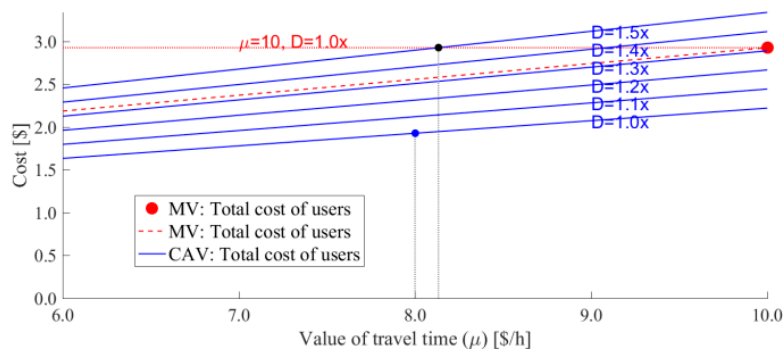 μ=10, D=1.0x
D=1.5x
D=1.4x
D=1.3x
D=1.2x
D=1.1x
D=1.0x
Cost [$]
3.0
2.5
2.0
1.5
1.0
0.5
0.0
MV: Total cost of users
MV: Total cost of users
CAV: Total cost of users
6.0 7.0 8.0 9.0 10.0
Value of travel time (μ) [$/h]